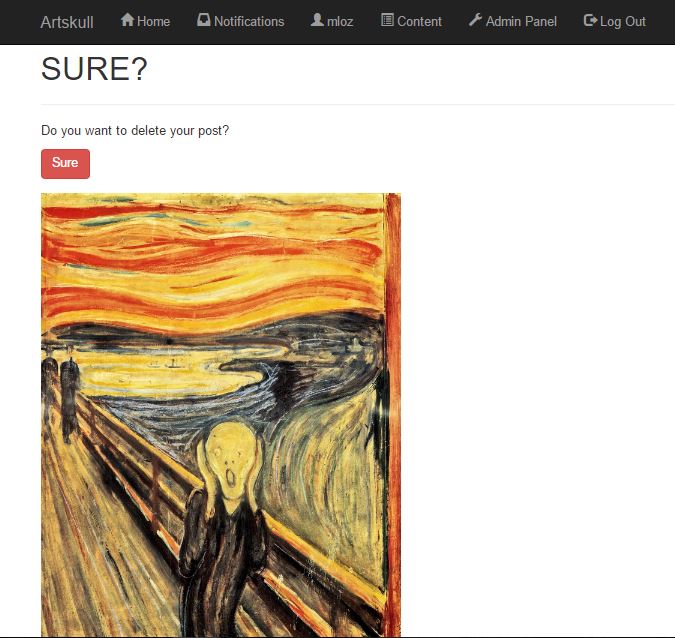 Artskull Home Notifications mloz Content Admin Panel Log Out
SURE?
Do you want to delete your post?
Sure